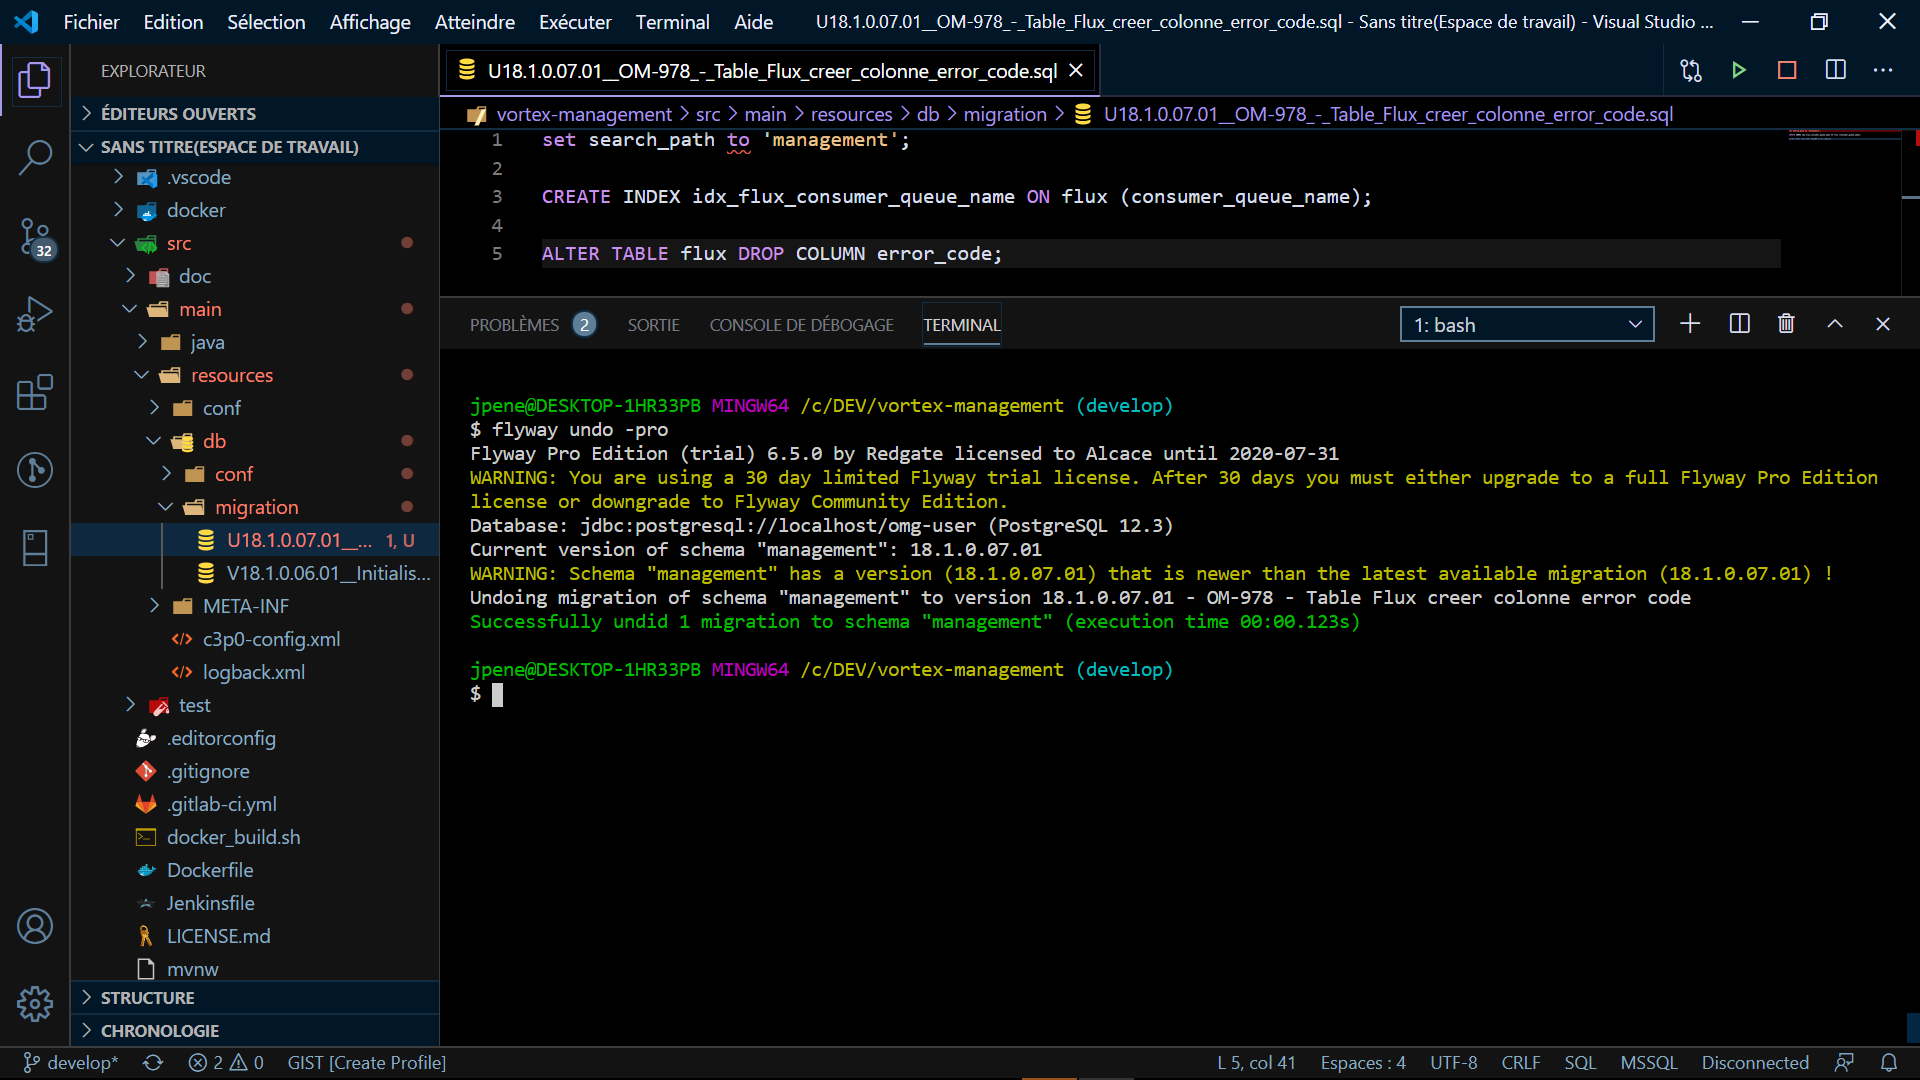 Fichier Edition Sélection Affichage Atteindre Exécuter Terminal Aide U18.1.0.07.01__OM-978_-_Table_Flux_creer_colonne_error_code.sql - Sans titre(Espace de travail) - Visual Studio ...
EXPLORATEUR
ÉDITEURS OUVERTS
SANS TITRE(ESPACE DE TRAVAIL)
.vscode
docker
src
doc
main
java
resources
conf
db
conf
migration
U18.1.0.07.01__... 1, U
V18.1.0.06.01__Initialis...
META-INF
c3p0-config.xml
logback.xml
test
.editorconfig
.gitignore
.gitlab-ci.yml
docker_build.sh
Dockerfile
Jenkinsfile
LICENSE.md
mvnw
STRUCTURE
CHRONOLOGIE
32
U18.1.0.07.01__OM-978_-_Table_Flux_creer_colonne_error_code.sql
vortex-management > src > main > resources > db > migration > U18.1.0.07.01__OM-978_-_Table_Flux_creer_colonne_error_code.sql
1 set search_path to 'management';
2
3 CREATE INDEX idx_flux_consumer_queue_name ON flux (consumer_queue_name);
4
5 ALTER TABLE flux DROP COLUMN error_code;
PROBLÈMES 2 SORTIE CONSOLE DE DÉBOGAGE TERMINAL 1: bash
jpene@DESKTOP-1HR33PB MINGW64 /c/DEV/vortex-management (develop)
$ flyway undo -pro
Flyway Pro Edition (trial) 6.5.0 by Redgate licensed to Alcace until 2020-07-31
WARNING: You are using a 30 day limited Flyway trial license. After 30 days you must either upgrade to a full Flyway Pro Edition
license or downgrade to Flyway Community Edition.
Database: jdbc:postgresql://localhost/omg-user (PostgreSQL 12.3)
Current version of schema "management": 18.1.0.07.01
WARNING: Schema "management" has a version (18.1.0.07.01) that is newer than the latest available migration (18.1.0.07.01) !
Undoing migration of schema "management" to version 18.1.0.07.01 - OM-978 - Table Flux creer colonne error code
Successfully undid 1 migration to schema "management" (execution time 00:00.123s)
jpene@DESKTOP-1HR33PB MINGW64 /c/DEV/vortex-management (develop)
$
develop* 2 0 GIST [Create Profile] L 5, col 41 Espaces : 4 UTF-8 CRLF SQL MSSQL Disconnected